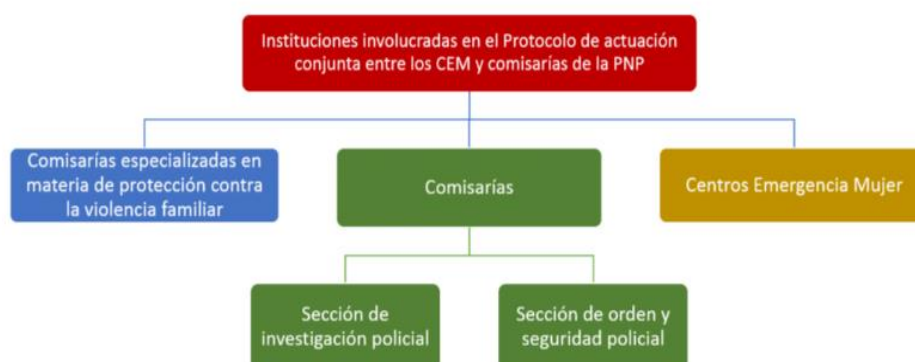 Instituciones involucradas en el Protocolo de actuación
conjunta entre los CEM y comisarías de la PNP
Comisarías especializadas en
materia de protección contra
la violencia familiar
Comisarías
Centros Emergencia Mujer
Sección de
investigación policial
Sección de orden y
seguridad policial